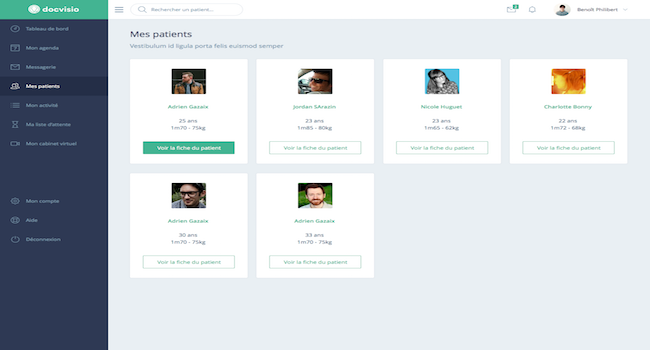 docvisio
Rechercher un patient...
2
Benoît Philibert
Tableau de bord
Mon agenda
Messagerie
Mes patients
Mon activité
Ma liste d'attente
Mon cabinet virtuel
Mon compte
Aide
Déconnexion
Mes patients
Vestibulum id ligula porta felis euismod semper
Adrien Gazala
25 ans
1m70 - 75kg
Voir la fiche du patient
Jordan SArazin
23 ans
1m85 - 80kg
Voir la fiche du patient
Nicole Huguet
23 ans
1m65 - 62kg
Voir la fiche du patient
Charlotte Bonny
22 ans
1m72 - 68kg
Voir la fiche du patient
Adrien Gazala
30 ans
1m70 - 75kg
Voir la fiche du patient
Adrien Gazala
33 ans
1m70 - 75kg
Voir la fiche du patient